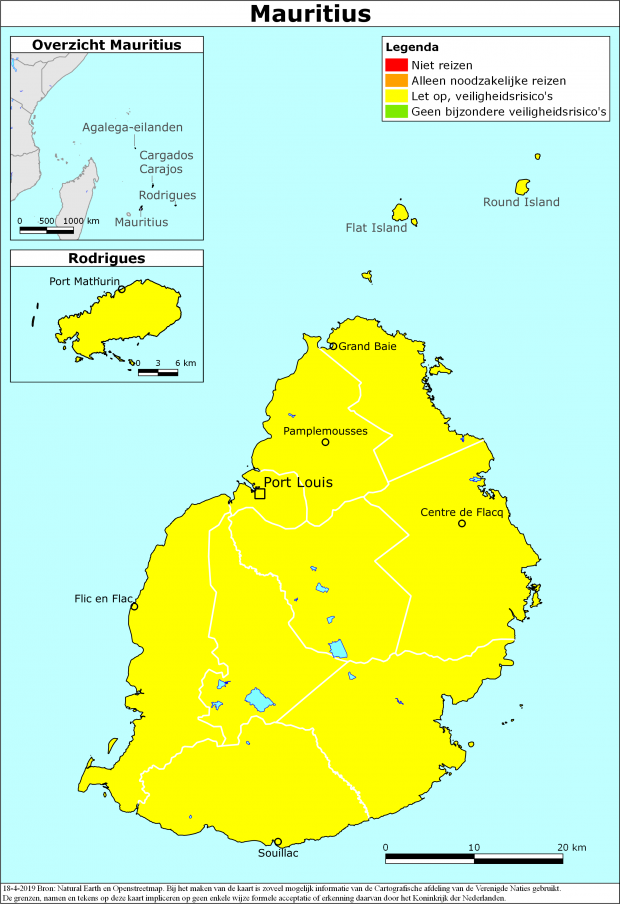 Mauritius
Overzicht Mauritius
Agalega-eilanden
Cargados
Carajos
Rodrigues
Mauritius
0 500 1000 km
Legenda
Niet reizen
Alleen noodzakelijke reizen
Let op, veiligheidsrisico's
Geen bijzondere veiligheidsrisico's
Round Island
Flat Island
Rodrigues
Port Mathurin
0 3 6 km
Grand Baie
Pamplemousses
Port Louis
Centre de Flacq
Flic en Flac
Souillac
0 10 20 km
18-4-2019 Bron: Natural Earth en Openstreetmap. Bij het maken van de kaart is zoveel mogelijk informatie van de Cartografische afdeling van de Verenigde Naties gebruikt.
De grenzen, namen en tekens op deze kaart impliceren op geen enkele wijze formele acceptatie of erkenning daarvan door het Koninkrijk der Nederlanden.